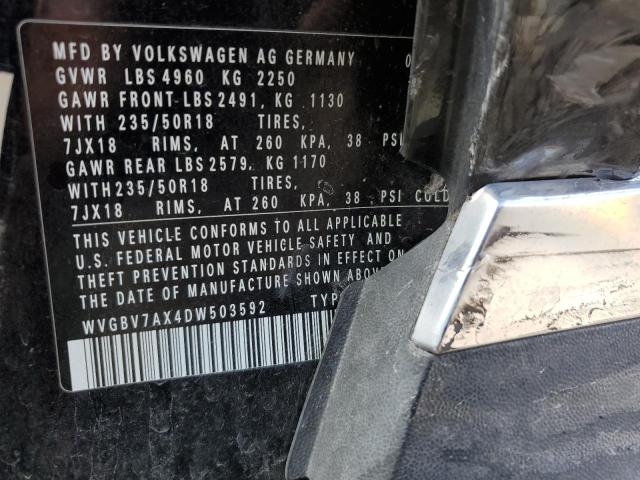 MFD BY VOLKSWAGEN AG GERMANY 0
GVWR LBS 4960 KG 2250
GAWR FRONT LBS 2491, KG 1130
WITH 235/50R18 TIRES,
7JX18 RIMS, AT 260 KPA, 38 PSI
GAWR REAR LBS 2579, KG 1170
WITH 235/50R18 TIRES,
7JX18 RIMS, AT 260 KPA, 38 PSI COLD
THIS VEHICLE CONFORMS TO ALL APPLICABLE
U.S. FEDERAL MOTOR VEHICLE SAFETY AND
THEFT PREVENTION STANDARDS IN EFFECT ON
THE DATE OF MANUFACTURE SHOWN ABOVE
WVGBV7AX4DW503592 TYP